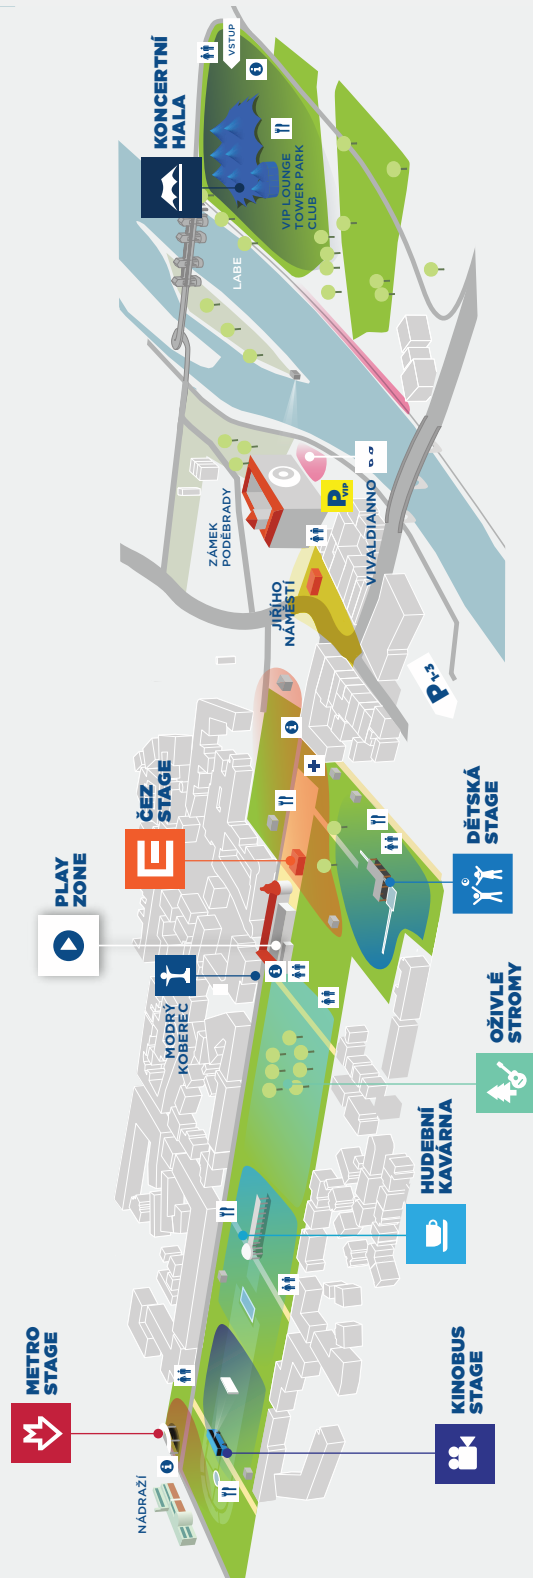 METRO
STAGE
NÁDRAŽÍ
KINOBUS
STAGE
HUDEBNÍ
KAVÁRNA
OŽIVLÉ
STROMY
MODRÝ
KOBEREC
PLAY
ZONE
ČEZ
STAGE
DĚTSKÁ
STAGE
P1-3
JIŘÍHO
NÁMĚSTÍ
ZÁMEK
PODĚBRADY
P VIP
VIVALDIANNO
LABE
KONCERTNÍ
HALA
VIP LOUNGE
TOWER PARK
CLUB
VSTUP